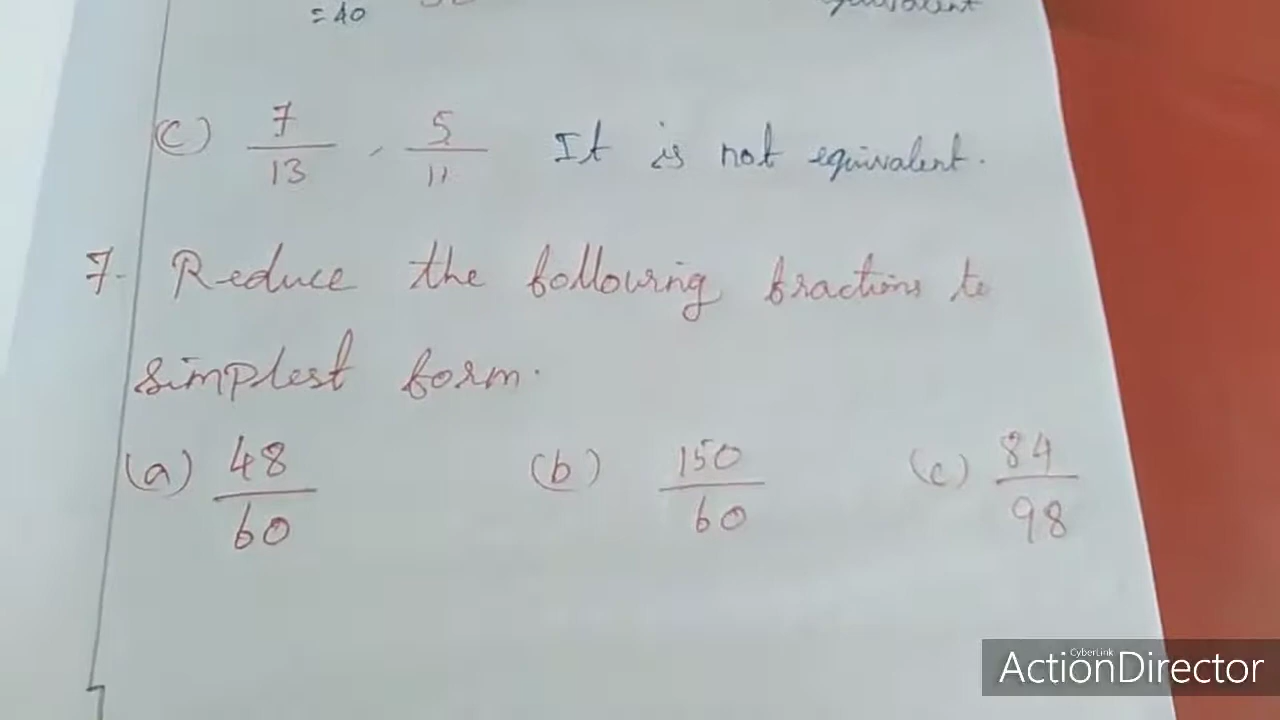 = 40
equivalent
(c) 7/13 , 5/11 It is not equivalent.
7. Reduce the following fractions to
simplest form.
(a) 48/60 (b) 150/60 (c) 84/98
CyberLink
ActionDirector